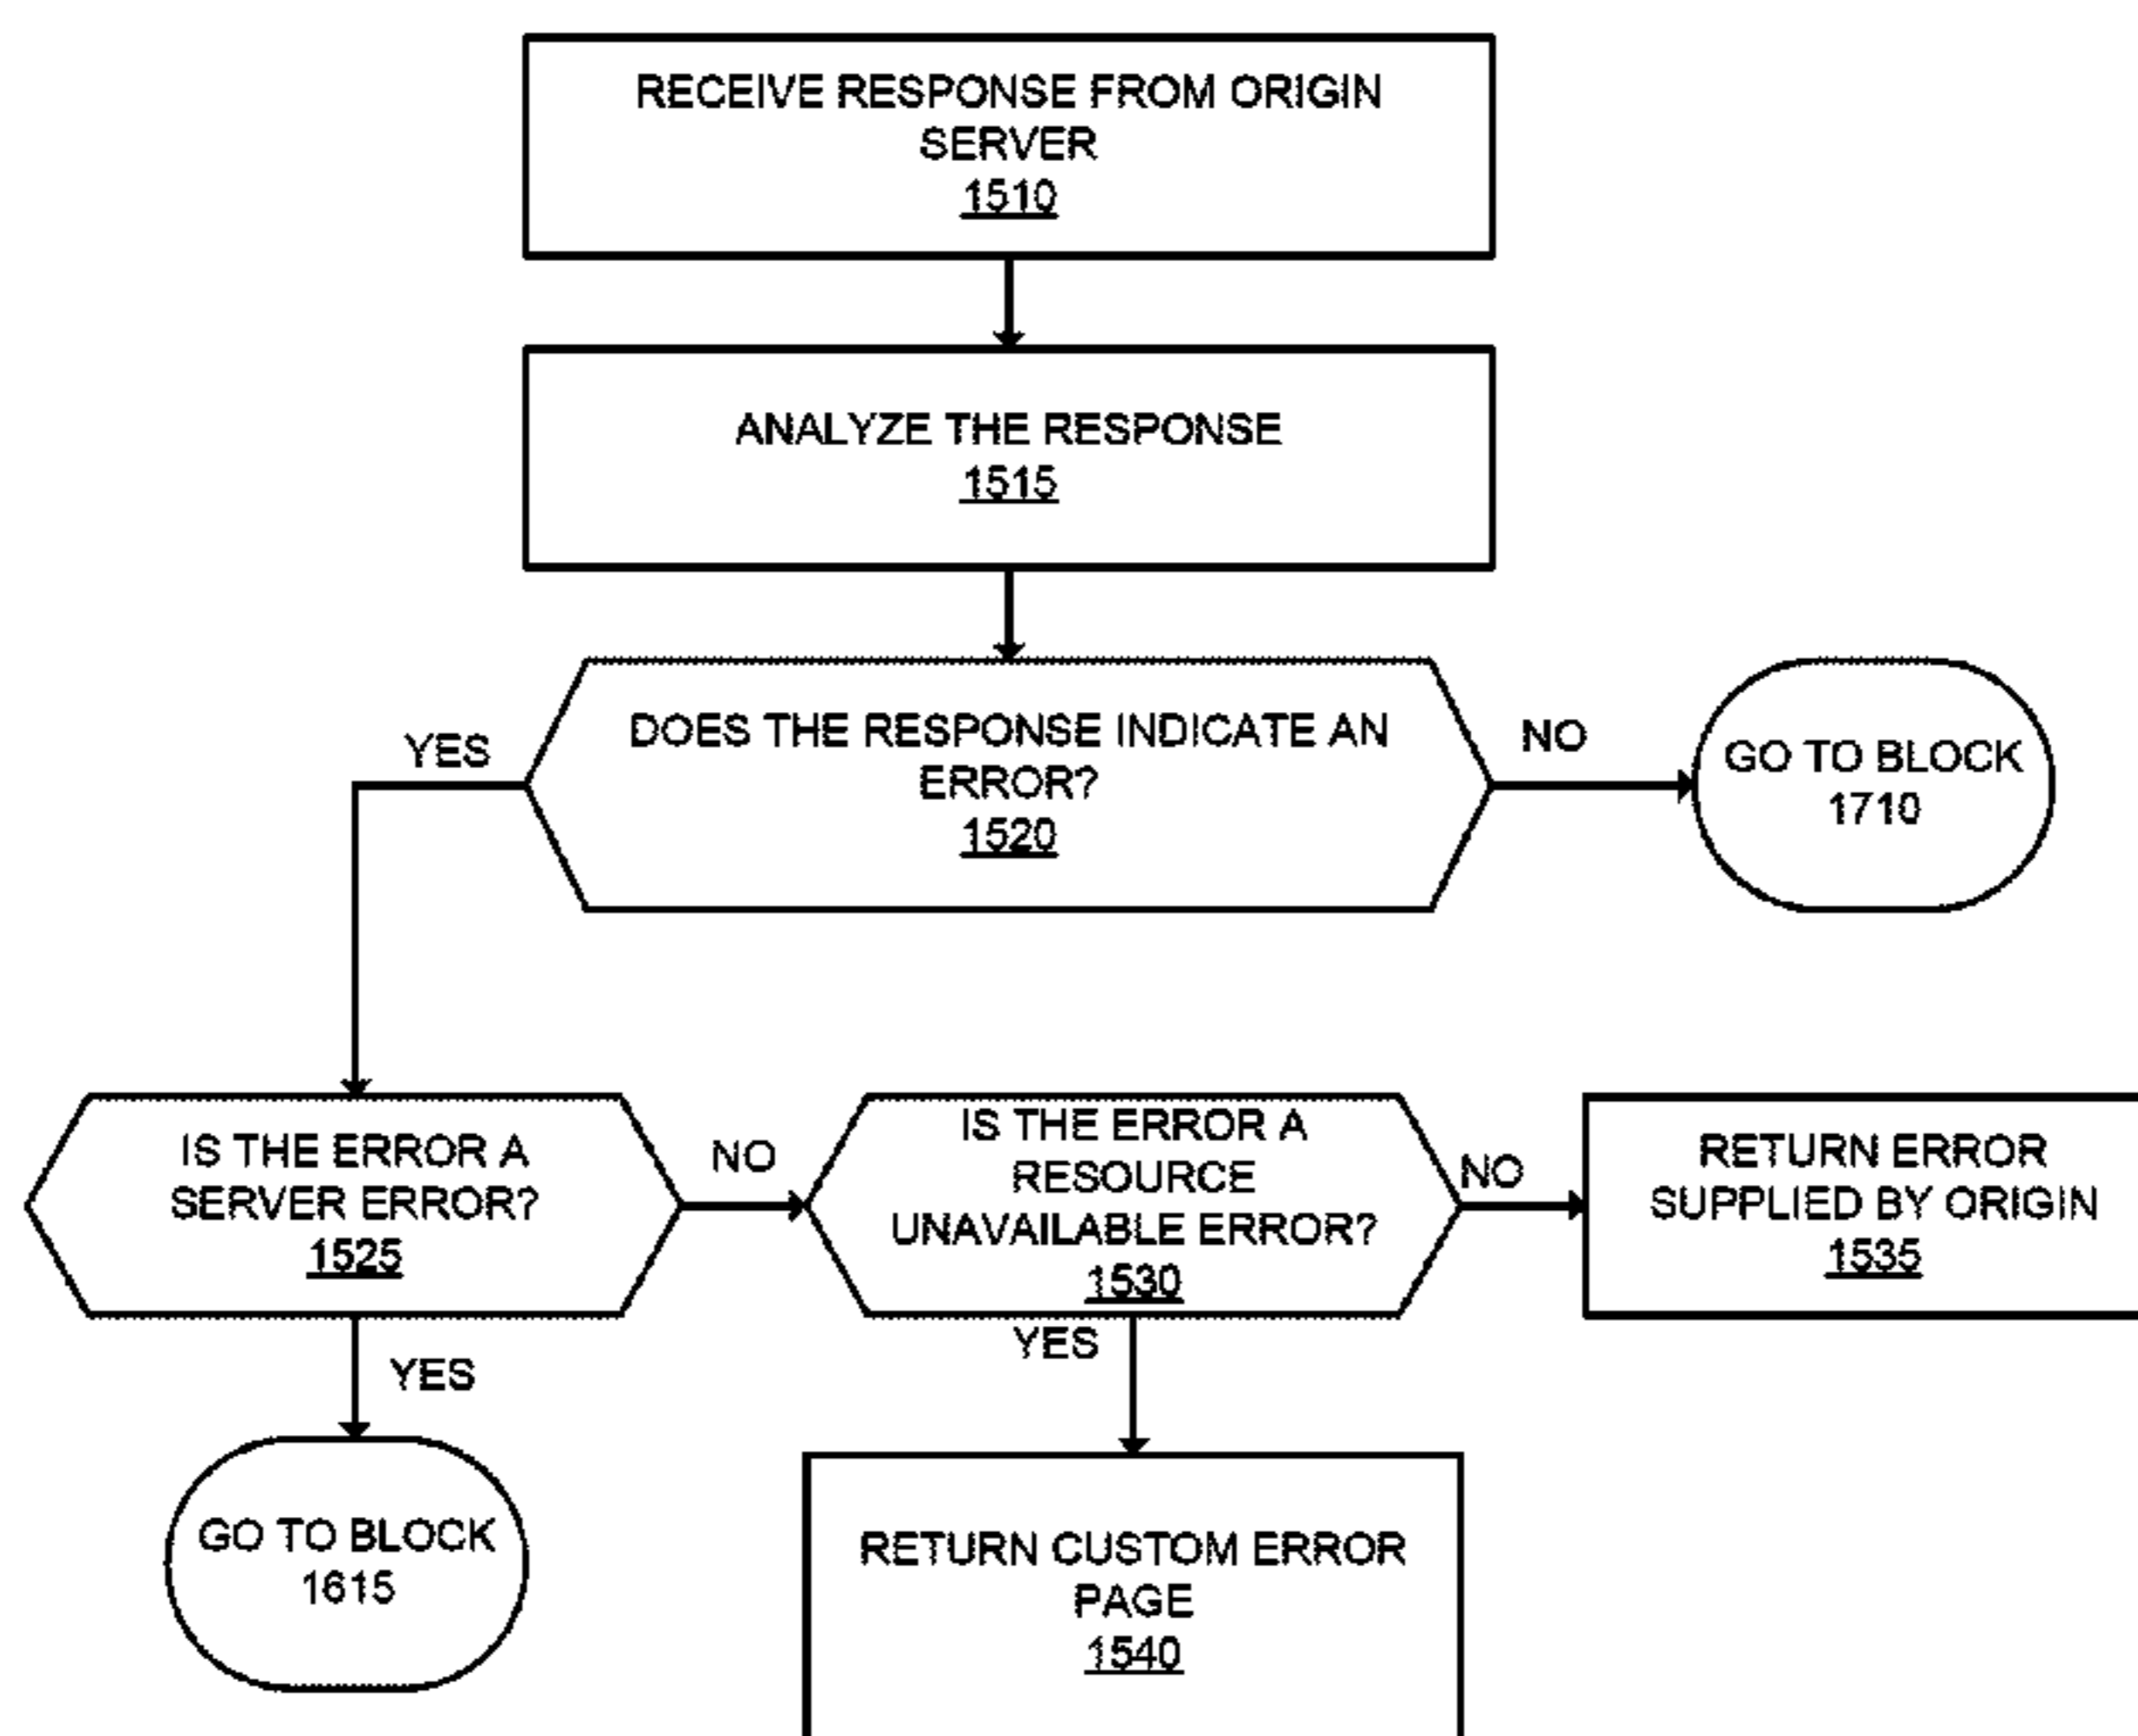 RECEIVE RESPONSE FROM ORIGIN
SERVER
1510
ANALYZE THE RESPONSE
1515
DOES THE RESPONSE INDICATE AN
ERROR?
1520
YES
NO
GO TO BLOCK
1710
IS THE ERROR A
SERVER ERROR?
1525
NO
IS THE ERROR A
RESOURCE
UNAVAILABLE ERROR?
1530
NO
RETURN ERROR
SUPPLIED BY ORIGIN
1535
YES
GO TO BLOCK
1615
YES
RETURN CUSTOM ERROR
PAGE
1540